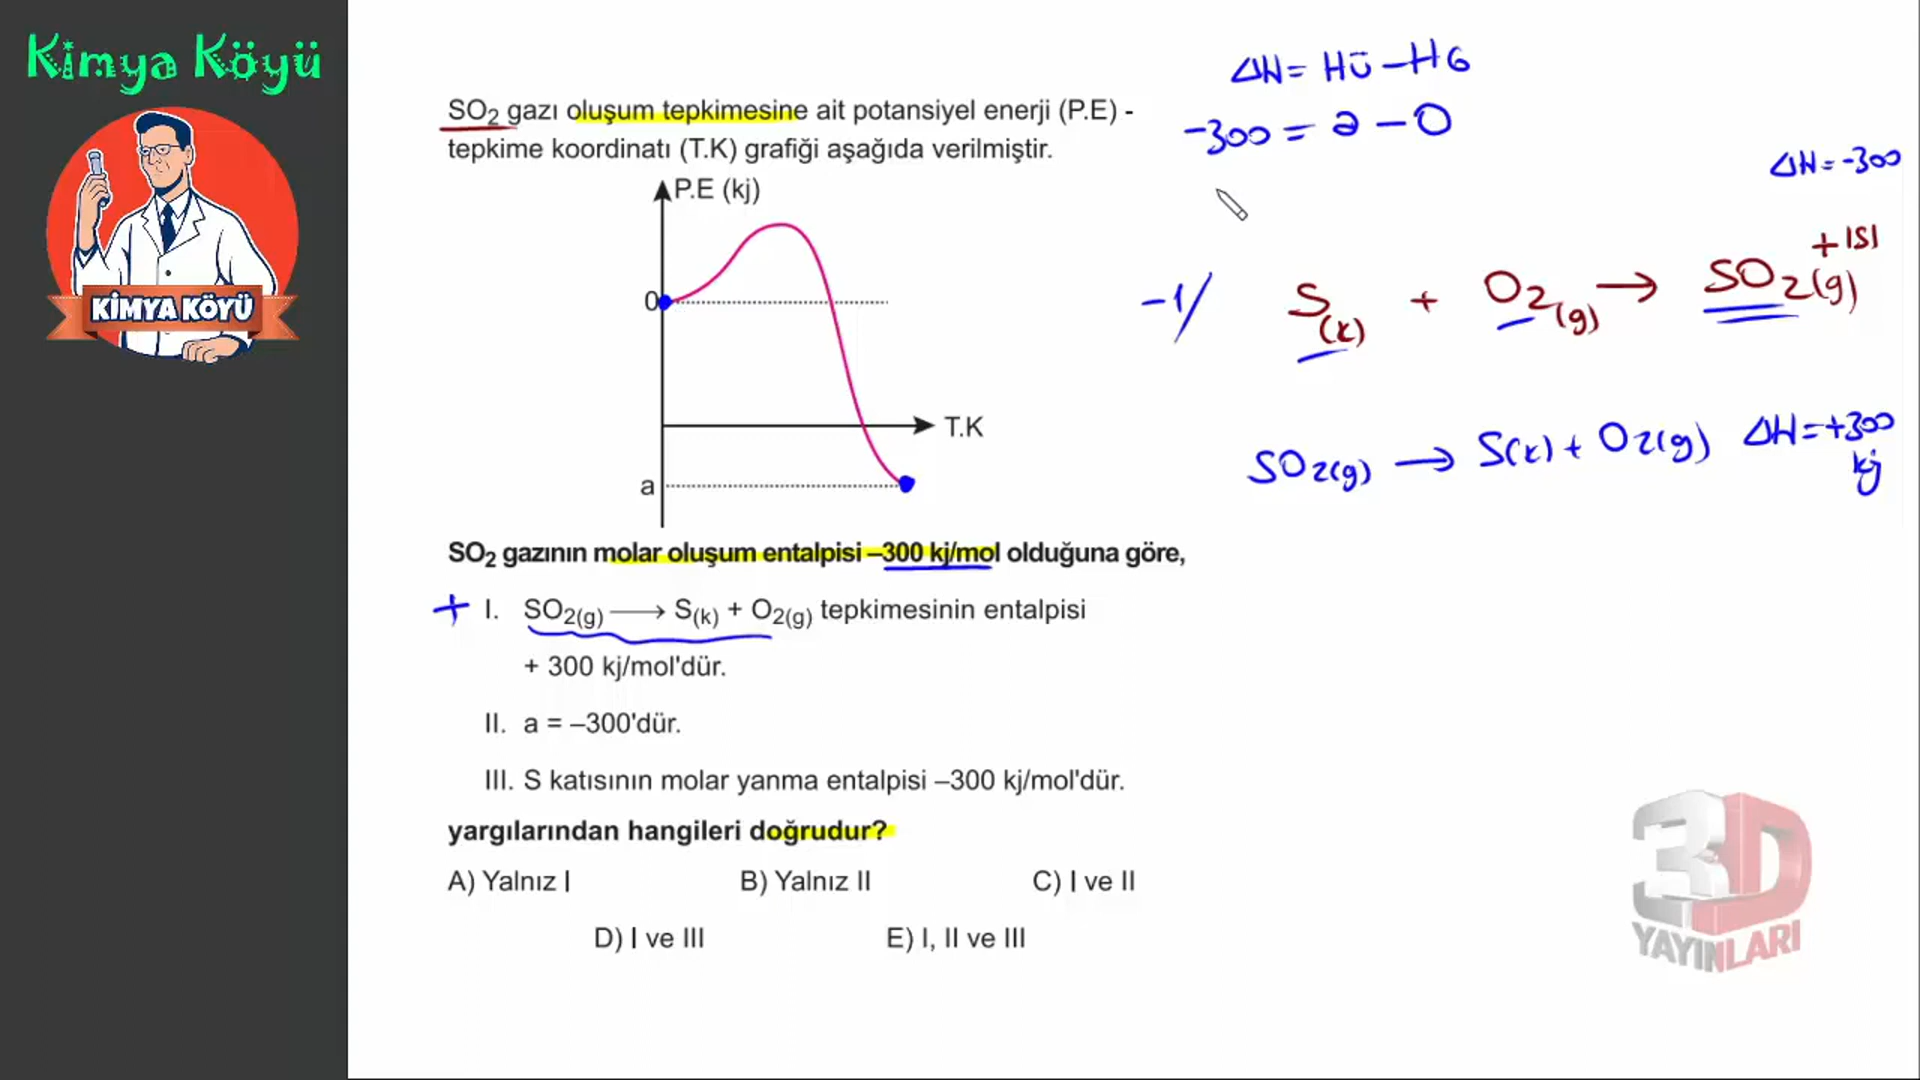 Kimya Köyü
KİMYA KÖYÜ
SO2 gazı oluşum tepkimesine ait potansiyel enerji (P.E) -
tepkime koordinatı (T.K) grafiği aşağıda verilmiştir.
P.E (kj)
0
T.K
a
SO2 gazının molar oluşum entalpisi –300 kj/mol olduğuna göre,
+ I. SO2(g) ⟶ S(k) + O2(g) tepkimesinin entalpisi
+ 300 kj/mol'dür.
II. a = –300'dür.
III. S katısının molar yanma entalpisi –300 kj/mol'dür.
yargılarından hangileri doğrudur?
A) Yalnız I B) Yalnız II C) I ve II
D) I ve III E) I, II ve III
ΔH = HÜ – HG
-300 = a – 0
ΔH = -300
-1/ S(k) + O2(g) → SO2(g) + ISI
SO2(g) → S(k) + O2(g) ΔH = +300
kj
3D
YAYINLARI